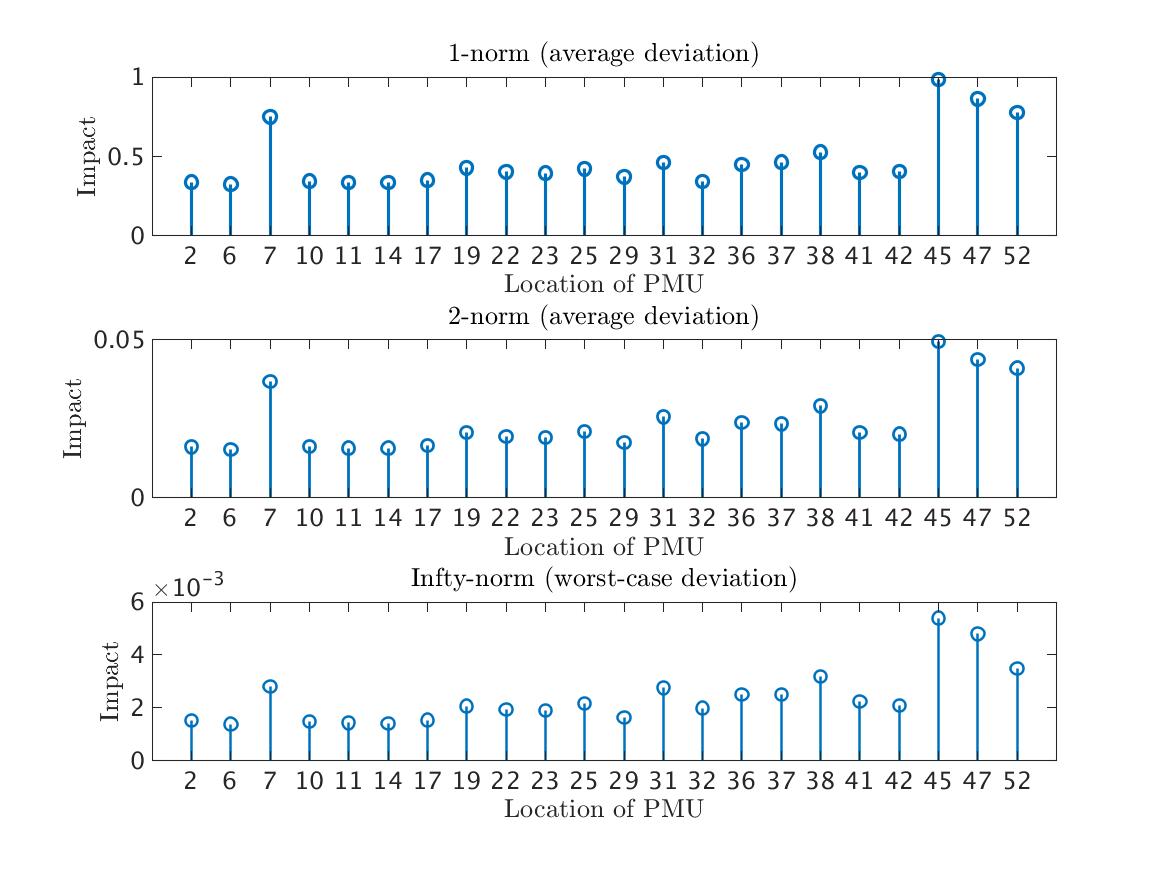 1-norm (average deviation)
1
0.5
0
Impact
2 6 7 10 11 14 17 19 22 23 25 29 31 32 36 37 38 41 42 45 47 52
Location of PMU
2-norm (average deviation)
0.05
0
Impact
2 6 7 10 11 14 17 19 22 23 25 29 31 32 36 37 38 41 42 45 47 52
Location of PMU
Infty-norm (worst-case deviation)
×10⁻³
6
4
2
0
Impact
2 6 7 10 11 14 17 19 22 23 25 29 31 32 36 37 38 41 42 45 47 52
Location of PMU